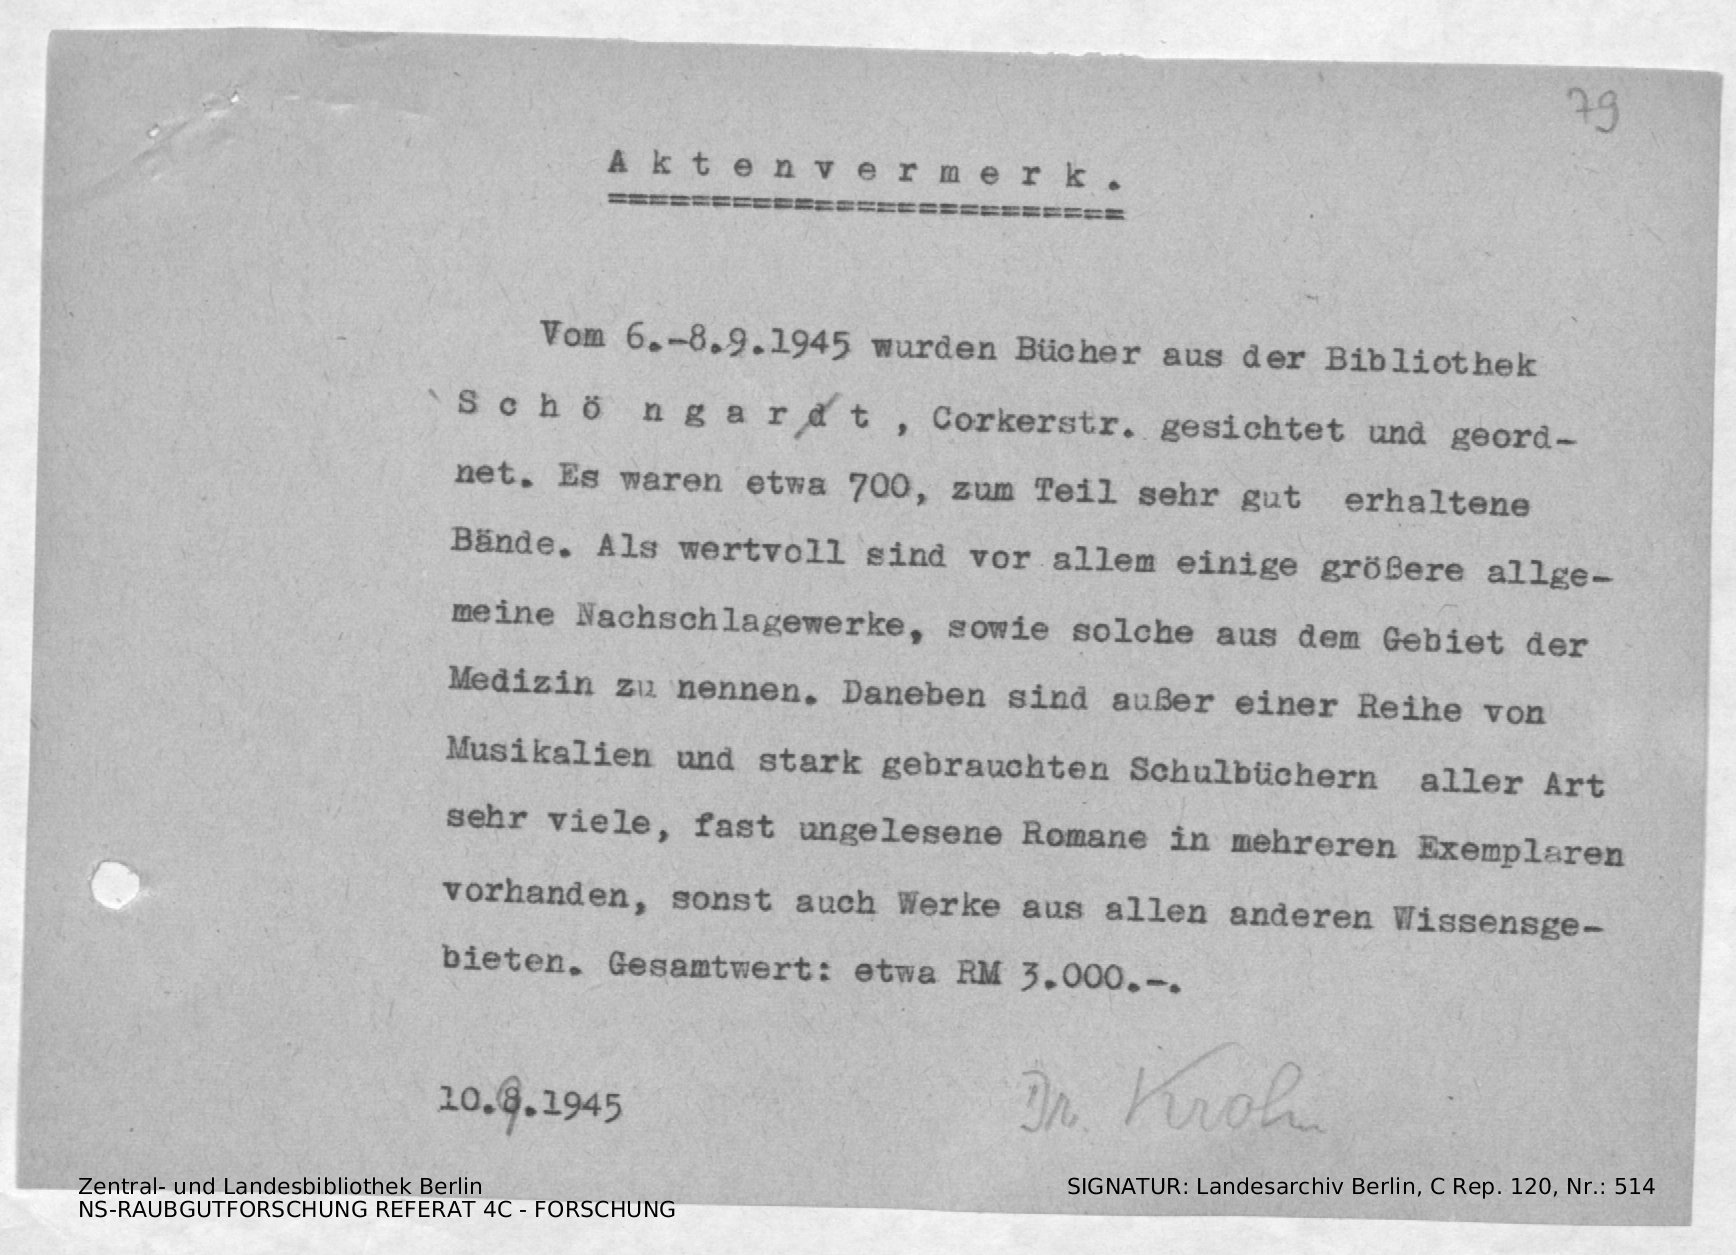 79
A k t e n v e r m e r k .
=========================
Vom 6.-8.9.1945 wurden Bücher aus der Bibliothek
S c h ö n g a r d t , Corkerstr. gesichtet und geord-
net. Es waren etwa 700, zum Teil sehr gut erhaltene
Bände. Als wertvoll sind vor allem einige größere allge-
meine Nachschlagewerke, sowie solche aus dem Gebiet der
Medizin zu nennen. Daneben sind außer einer Reihe von
Musikalien und stark gebrauchten Schulbüchern aller Art
sehr viele, fast ungelesene Romane in mehreren Exemplaren
vorhanden, sonst auch Werke aus allen anderen Wissensge-
bieten. Gesamtwert: etwa RM 3.000.-.
10.9.1945
Dr. Krohn
Zentral- und Landesbibliothek Berlin
NS-RAUBGUTFORSCHUNG REFERAT 4C - FORSCHUNG
SIGNATUR: Landesarchiv Berlin, C Rep. 120, Nr.: 514